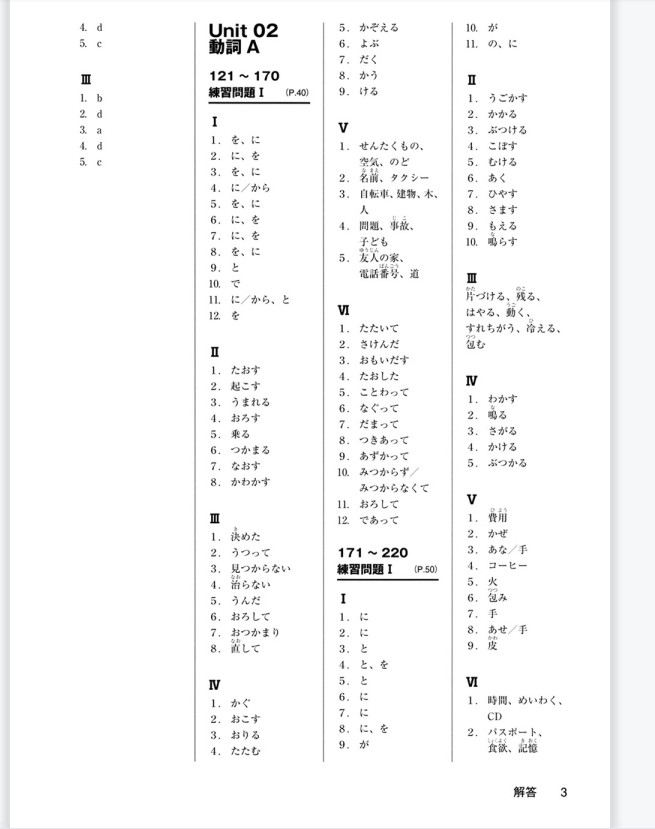 4. d
5. c
Ⅲ
1. b
2. d
3. a
4. d
5. c
Unit 02
動詞 A
121 ~ 170
練習問題 I (P.40)
I
1. を、に
2. に、を
3. を、に
4. に／から
5. を、に
6. に、を
7. に、を
8. を、に
9. と
10. で
11. に／から、と
12. を
Ⅱ
1. たおす
2. 起こす
3. うまれる
4. おろす
5. 乗る
6. つかまる
7. なおす
8. かわかす
Ⅲ
1. 決めた
2. うつって
3. 見つからない
4. 治らない
5. うんだ
6. おろして
7. おつかまり
8. 直して
Ⅳ
1. かぐ
2. おこす
3. おりる
4. たたむ
5. かぞえる
6. よぶ
7. だく
8. かう
9. ける
Ⅴ
1. せんたくもの、
空気、のど
2. 名前、タクシー
3. 自転車、建物、木、
人
4. 問題、事故、
子ども
5. 友人の家、
電話番号、道
Ⅵ
1. たたいて
2. さけんだ
3. おもいだす
4. たおした
5. ことわって
6. なぐって
7. だまって
8. つきあって
9. あずかって
10. みつからず／
みつからなくて
11. おろして
12. であって
171 ~ 220
練習問題 I (P.50)
I
1. に
2. に
3. と
4. と、を
5. と
6. に
7. に
8. に、を
9. が
10. が
11. の、に
Ⅱ
1. うごかす
2. かかる
3. ぶつける
4. こぼす
5. むける
6. あく
7. ひやす
8. さます
9. もえる
10. 鳴らす
Ⅲ
片づける、残る、
はやる、動く、
すれちがう、冷える、
包む
Ⅳ
1. わかす
2. 鳴る
3. さがる
4. かける
5. ぶつかる
Ⅴ
1. 費用
2. かぜ
3. あな／手
4. コーヒー
5. 火
6. 包み
7. 手
8. あせ／手
9. 皮
Ⅵ
1. 時間、めいわく、
CD
2. パスポート、
食欲、記憶
解答 3